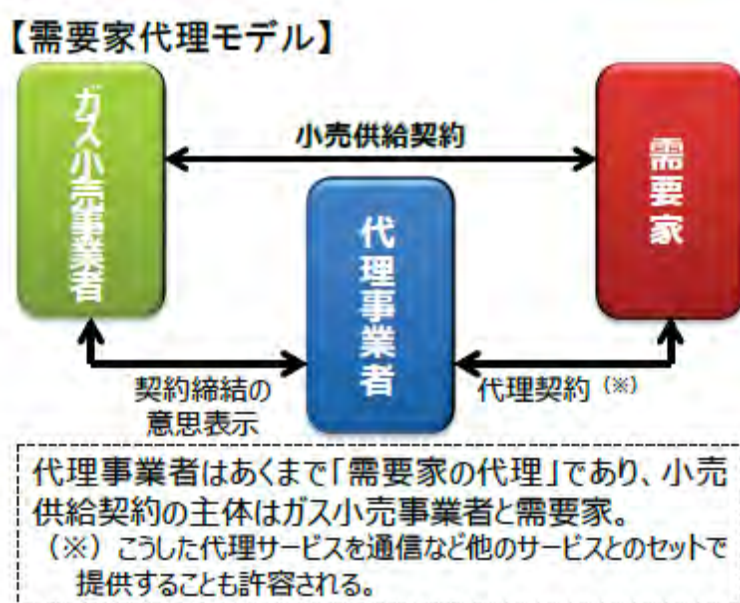 【需要家代理モデル】
ガス小売事業者
小売供給契約
需要家
代理事業者
契約締結の
意思表示
代理契約（※）
代理事業者はあくまで「需要家の代理」であり、小売
供給契約の主体はガス小売事業者と需要家。
（※）こうした代理サービスを通信など他のサービスとのセットで
提供することも許容される。